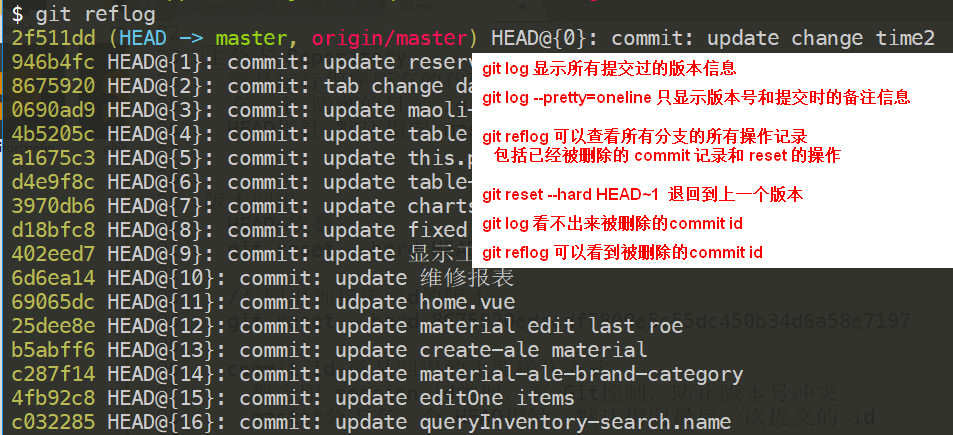 $ git reflog
2f511dd (HEAD -> master, origin/master) HEAD@{0}: commit: update change time2
946b4fc HEAD@{1}: commit: update reserv
8675920 HEAD@{2}: commit: tab change da
0690ad9 HEAD@{3}: commit: update maoli-
4b5205c HEAD@{4}: commit: update table
a1675c3 HEAD@{5}: commit: update this.p
d4e9f8c HEAD@{6}: commit: update table-
3970db6 HEAD@{7}: commit: update charts
d18bfc8 HEAD@{8}: commit: update fixed
402eed7 HEAD@{9}: commit: update 显示
6d6ea14 HEAD@{10}: commit: update 维修报表
69065dc HEAD@{11}: commit: udpate home.vue
25dee8e HEAD@{12}: commit: update material edit last roe
b5abff6 HEAD@{13}: commit: update create-ale material
c287f14 HEAD@{14}: commit: update material-ale-brand-category
4fb92c8 HEAD@{15}: commit: update editOne items
c032285 HEAD@{16}: commit: update queryInventory-search.name
git log 显示所有提交过的版本信息
git log --pretty=oneline 只显示版本号和提交时的备注信息
git reflog 可以查看所有分支的所有操作记录
包括已经被删除的 commit 记录和 reset 的操作
git reset --hard HEAD~1 退回到上一个版本
git log 看不出来被删除的commit id
git reflog 可以看到被删除的commit id